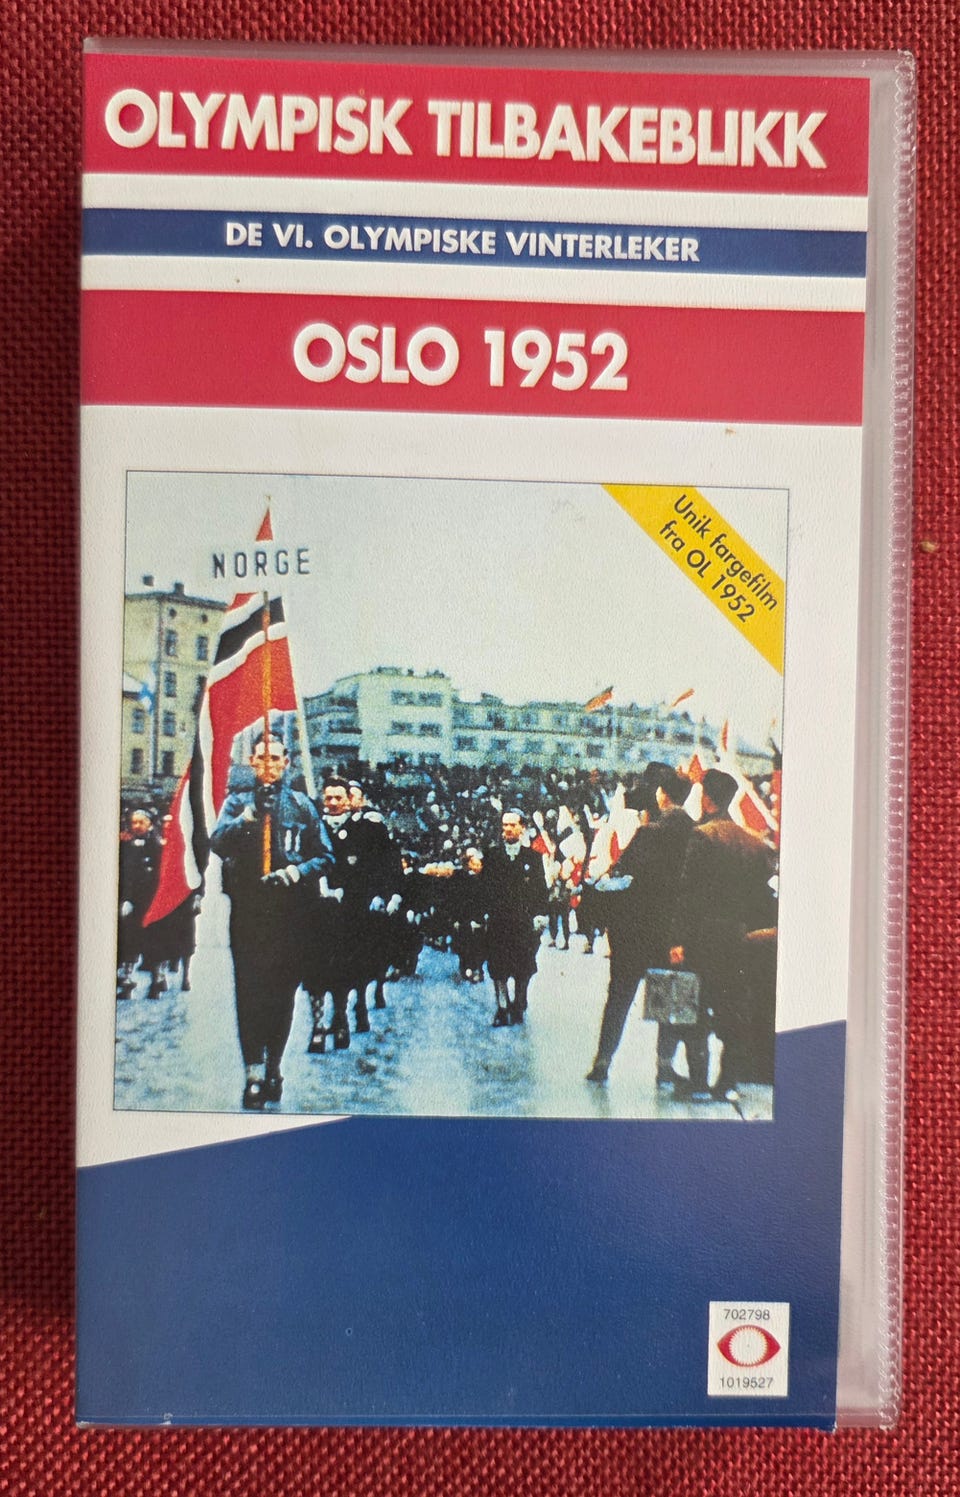 OLYMPISK TILBAKEBLIKK
DE VI. OLYMPISKE VINTERLEKER
OSLO 1952
Unik fargefilm
fra OL 1952
NORGE
702798
1019527